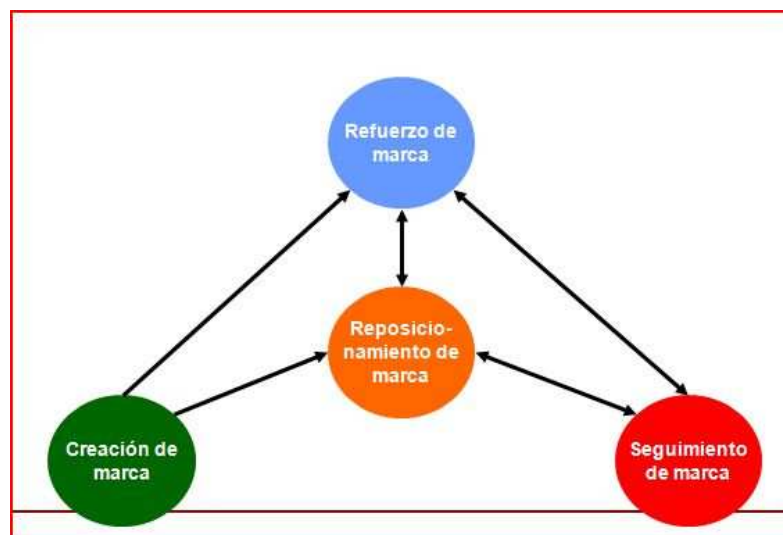 Refuerzo de
marca
Reposicio-
namiento de
marca
Creación de
marca
Seguimiento
de marca